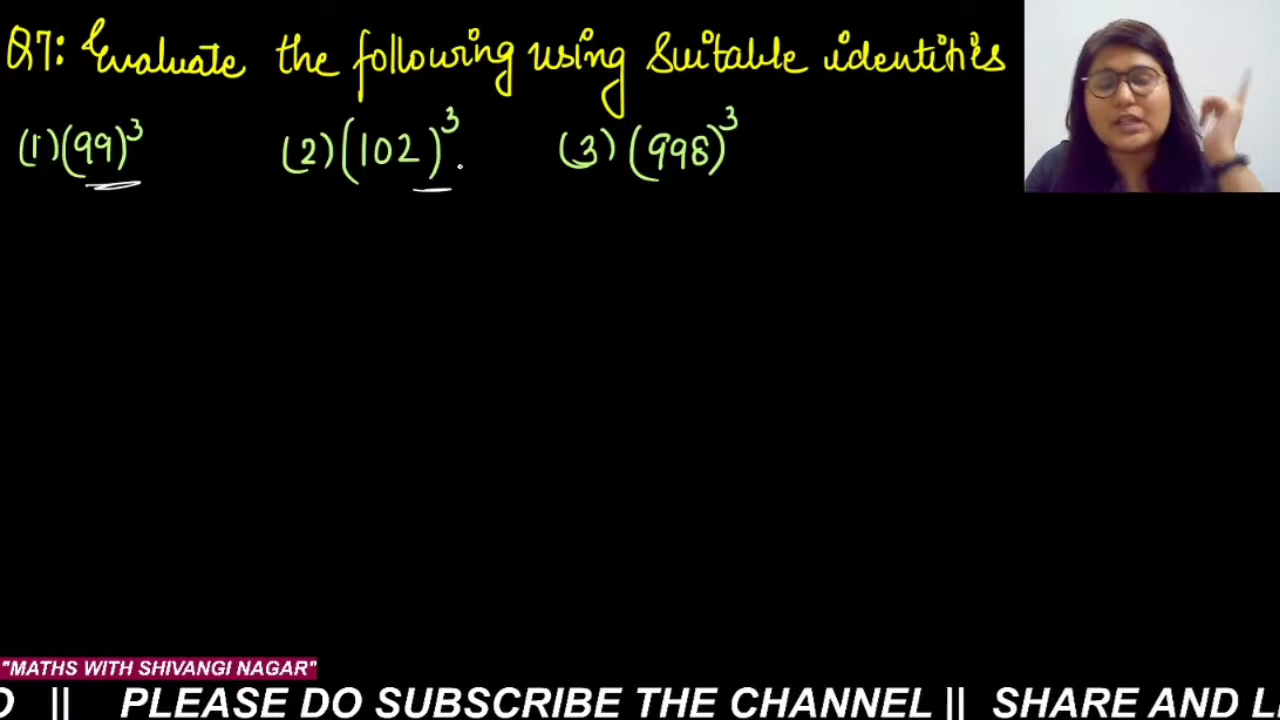 Q7: Evaluate the following using suitable identities
(1) (99)³ (2) (102)³. (3) (998)³
"MATHS WITH SHIVANGI NAGAR"
|| PLEASE DO SUBSCRIBE THE CHANNEL || SHARE AND L